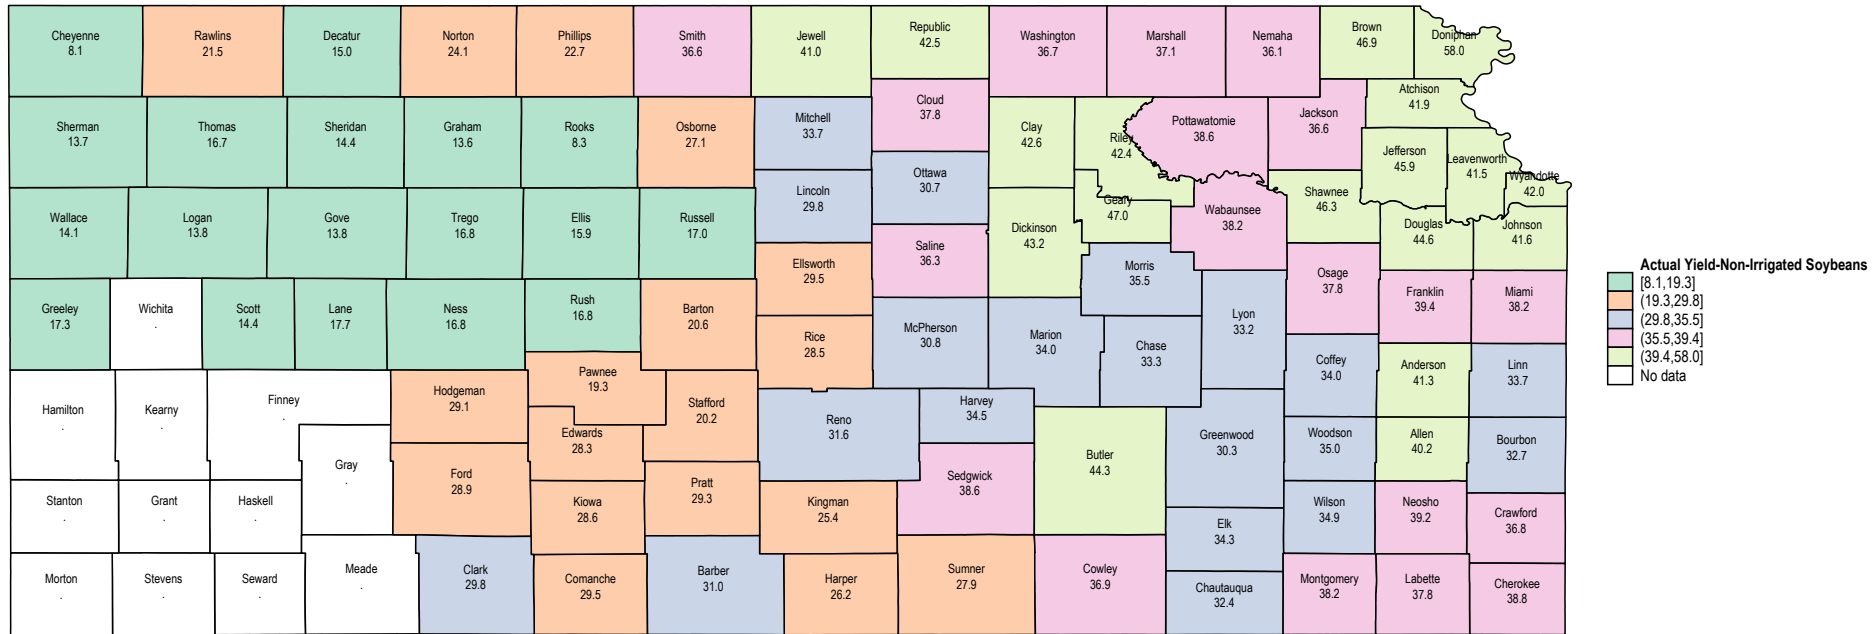 Cheyenne
8.1
Rawlins
21.5
Decatur
15.0
Norton
24.1
Phillips
22.7
Smith
36.6
Jewell
41.0
Republic
42.5
Washington
36.7
Marshall
37.1
Nemaha
36.1
Brown
46.9
Doniphan
58.0
Sherman
13.7
Thomas
16.7
Sheridan
14.4
Graham
13.6
Rooks
8.3
Osborne
27.1
Mitchell
33.7
Cloud
37.8
Clay
42.6
Riley
42.4
Pottawatomie
38.6
Jackson
36.6
Atchison
41.9
Jefferson
45.9
Leavenworth
41.5
Wyandotte
42.0
Wallace
14.1
Logan
13.8
Gove
13.8
Trego
16.8
Ellis
15.9
Russell
17.0
Lincoln
29.8
Ottawa
30.7
Saline
36.3
Dickinson
43.2
Geary
47.0
Wabaunsee
38.2
Shawnee
46.3
Douglas
44.6
Johnson
41.6
Greeley
17.3
Wichita
.
Scott
14.4
Lane
17.7
Ness
16.8
Rush
16.8
Barton
20.6
Ellsworth
29.5
Rice
28.5
McPherson
30.8
Marion
34.0
Morris
35.5
Chase
33.3
Lyon
33.2
Osage
37.8
Franklin
39.4
Miami
38.2
Hamilton
.
Kearny
.
Finney
.
Gray
.
Hodgeman
29.1
Pawnee
19.3
Edwards
28.3
Stafford
20.2
Reno
31.6
Harvey
34.5
Butler
44.3
Greenwood
30.3
Coffey
34.0
Woodson
35.0
Anderson
41.3
Allen
40.2
Linn
33.7
Bourbon
32.7
Stanton
.
Grant
.
Haskell
.
Ford
28.9
Kiowa
28.6
Pratt
29.3
Kingman
25.4
Sedgwick
38.6
Elk
34.3
Wilson
34.9
Neosho
39.2
Crawford
36.8
Morton
.
Stevens
.
Seward
.
Meade
.
Clark
29.8
Comanche
29.5
Barber
31.0
Harper
26.2
Sumner
27.9
Cowley
36.9
Chautauqua
32.4
Montgomery
38.2
Labette
37.8
Cherokee
38.8
Actual Yield-Non-Irrigated Soybeans
[8.1,19.3]
(19.3,29.8]
(29.8,35.5]
(35.5,39.4]
(39.4,58.0]
No data